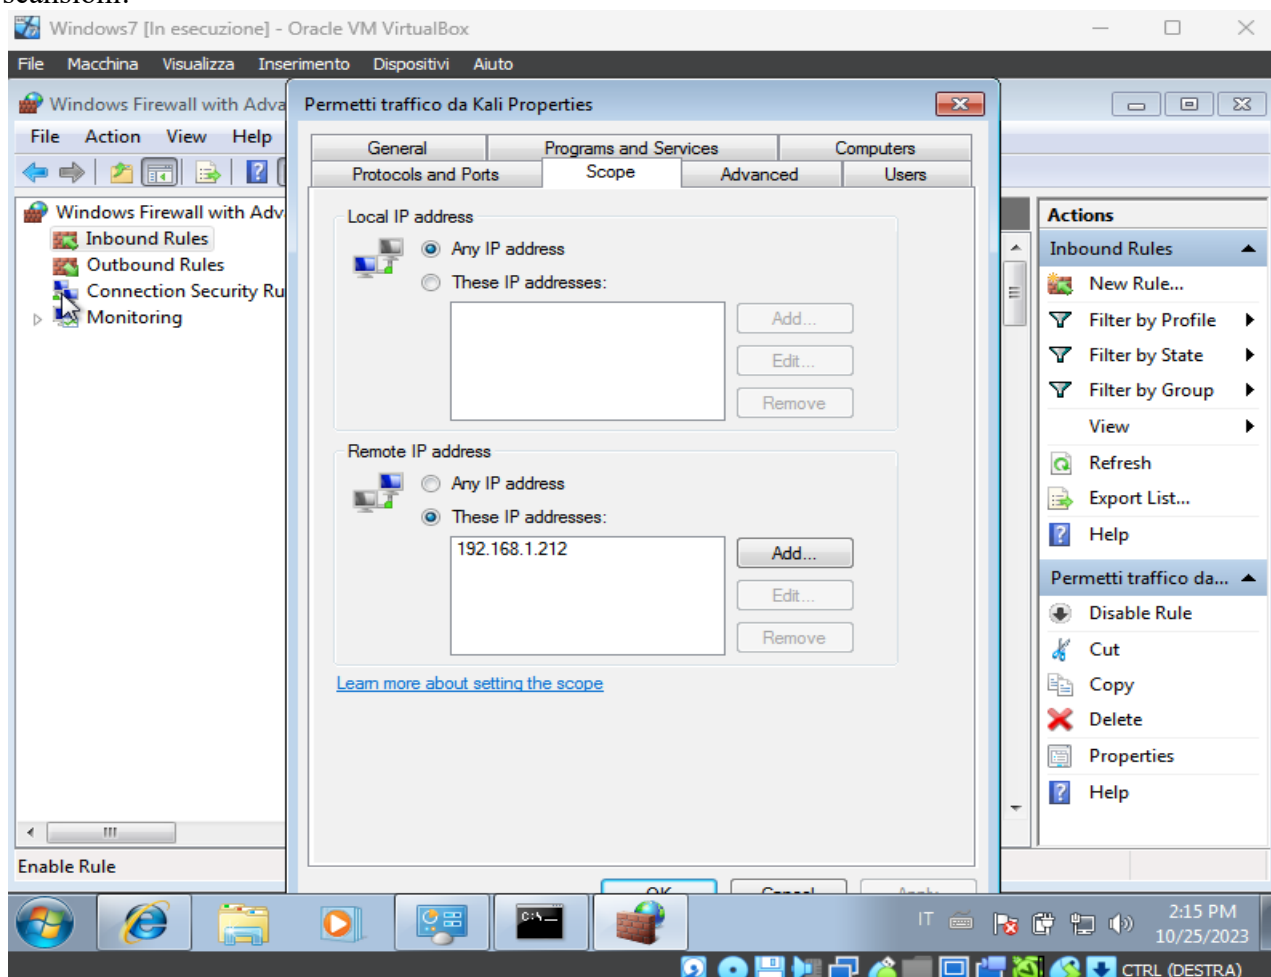 scansioni.
Windows7 [In esecuzione] - Oracle VM VirtualBox
File Macchina Visualizza Inserimento Dispositivi Aiuto
Windows Firewall with Adva
Permetti traffico da Kali Properties
File Action View Help
General Programs and Services Computers
Protocols and Ports Scope Advanced Users
Windows Firewall with Adv
Inbound Rules
Outbound Rules
Connection Security Ru
Monitoring
Local IP address
Any IP address
These IP addresses:
Add...
Edit...
Remove
Remote IP address
Any IP address
These IP addresses:
192.168.1.212
Add...
Edit...
Remove
Learn more about setting the scope
OK Cancel Apply
Actions
Inbound Rules
New Rule...
Filter by Profile
Filter by State
Filter by Group
View
Refresh
Export List...
Help
Permetti traffico da...
Disable Rule
Cut
Copy
Delete
Properties
Help
Enable Rule
C:\
IT
2:15 PM
10/25/2023
CTRL (DESTRA)